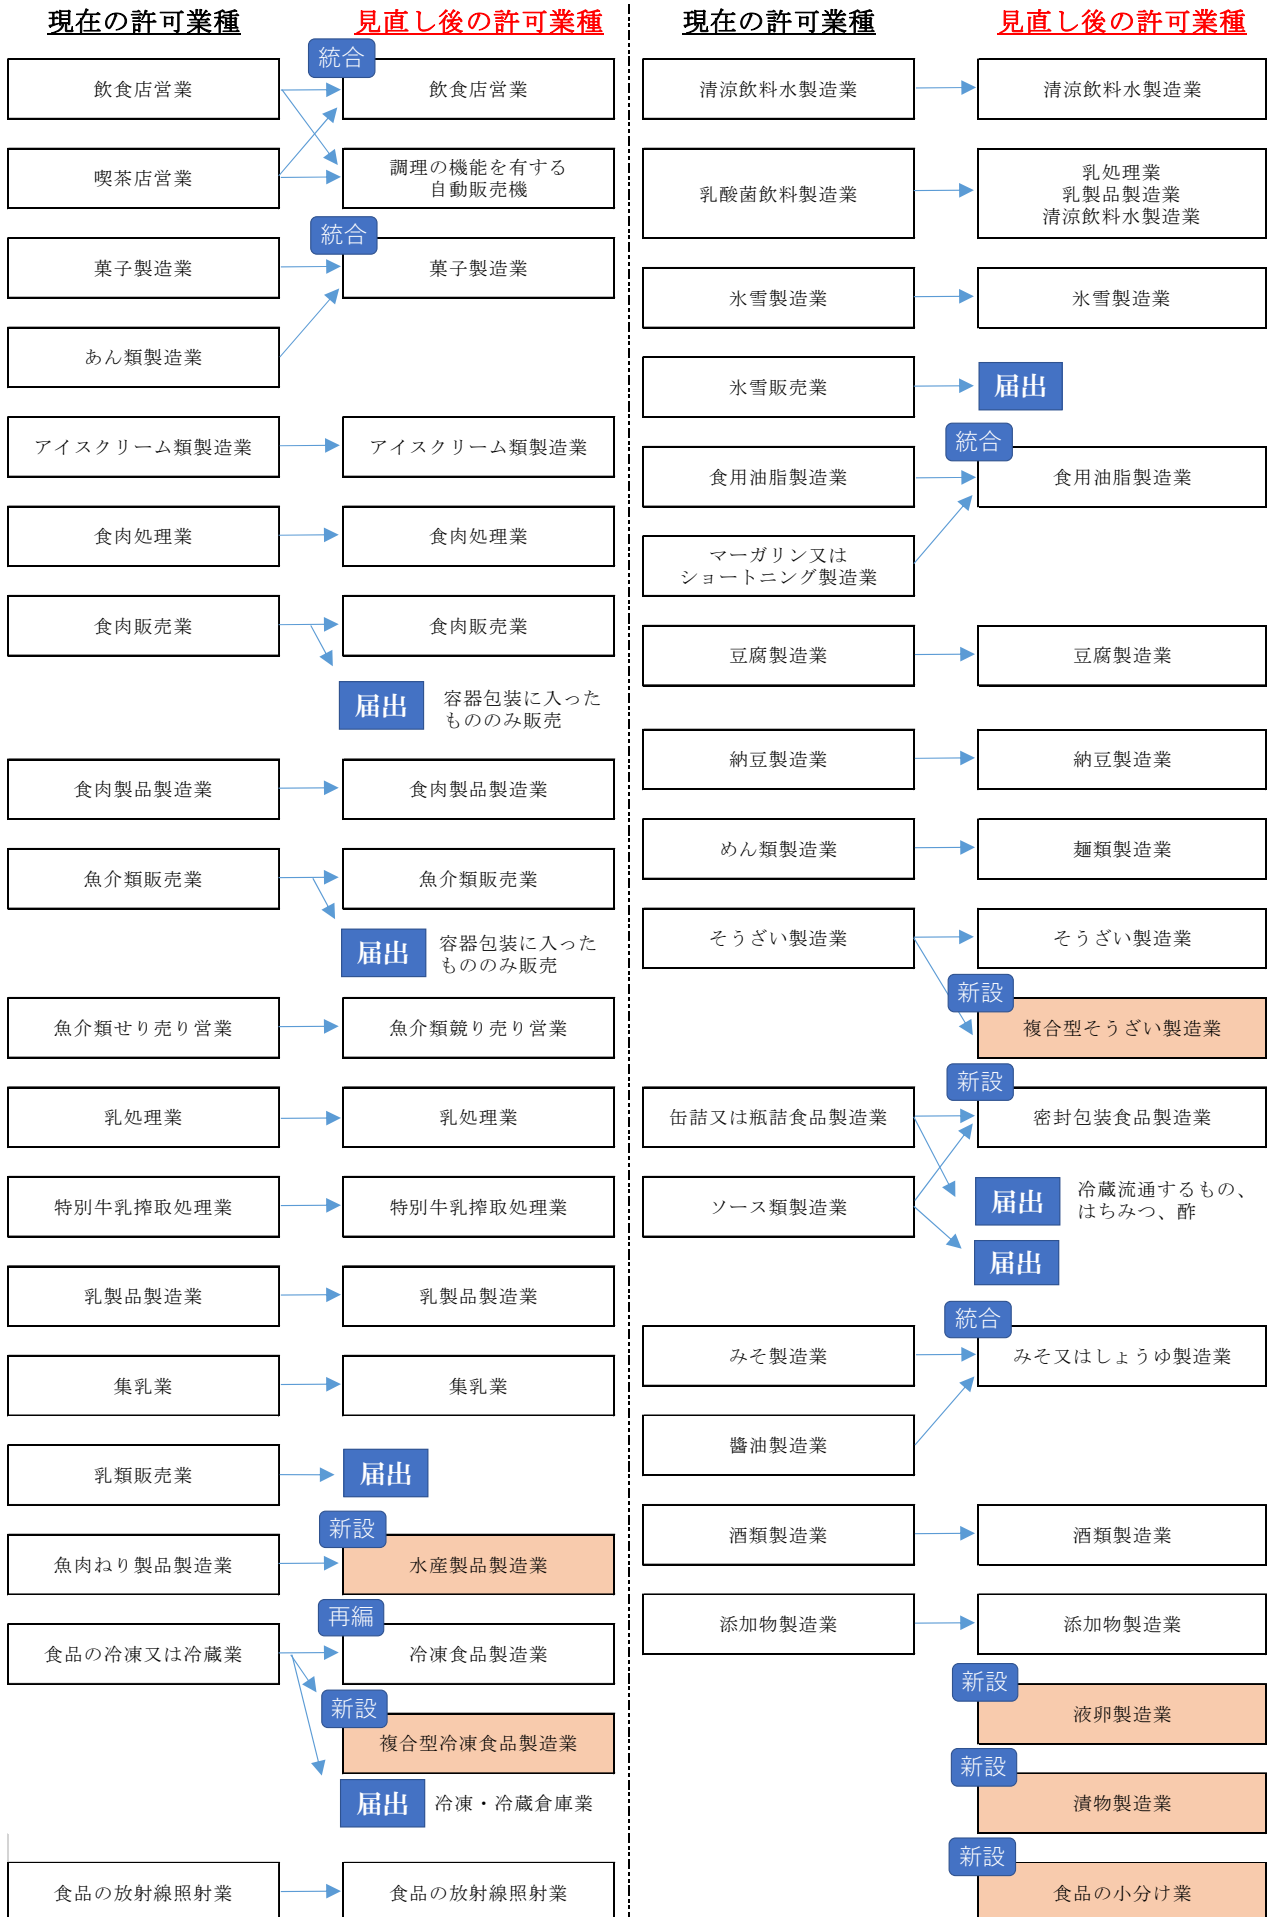 現在の許可業種
見直し後の許可業種
統合
飲食店営業
飲食店営業
喫茶店営業
調理の機能を有する
自動販売機
統合
菓子製造業
菓子製造業
あん類製造業
アイスクリーム類製造業
アイスクリーム類製造業
食肉処理業
食肉処理業
食肉販売業
食肉販売業
届出
容器包装に入った
もののみ販売
食肉製品製造業
食肉製品製造業
魚介類販売業
魚介類販売業
届出
容器包装に入った
もののみ販売
魚介類せり売り営業
魚介類競り売り営業
乳処理業
乳処理業
特別牛乳搾取処理業
特別牛乳搾取処理業
乳製品製造業
乳製品製造業
集乳業
集乳業
乳類販売業
届出
新設
魚肉ねり製品製造業
水産製品製造業
再編
食品の冷凍又は冷蔵業
冷凍食品製造業
新設
複合型冷凍食品製造業
届出
冷凍・冷蔵倉庫業
食品の放射線照射業
食品の放射線照射業
現在の許可業種
見直し後の許可業種
清涼飲料水製造業
清涼飲料水製造業
乳酸菌飲料製造業
乳処理業
乳製品製造業
清涼飲料水製造業
氷雪製造業
氷雪製造業
氷雪販売業
届出
統合
食用油脂製造業
食用油脂製造業
マーガリン又は
ショートニング製造業
豆腐製造業
豆腐製造業
納豆製造業
納豆製造業
めん類製造業
麺類製造業
そうざい製造業
そうざい製造業
新設
複合型そうざい製造業
新設
缶詰又は瓶詰食品製造業
密封包装食品製造業
届出
冷蔵流通するもの、
はちみつ、酢
ソース類製造業
届出
統合
みそ製造業
みそ又はしょうゆ製造業
醬油製造業
酒類製造業
酒類製造業
添加物製造業
添加物製造業
新設
液卵製造業
新設
漬物製造業
新設
食品の小分け業